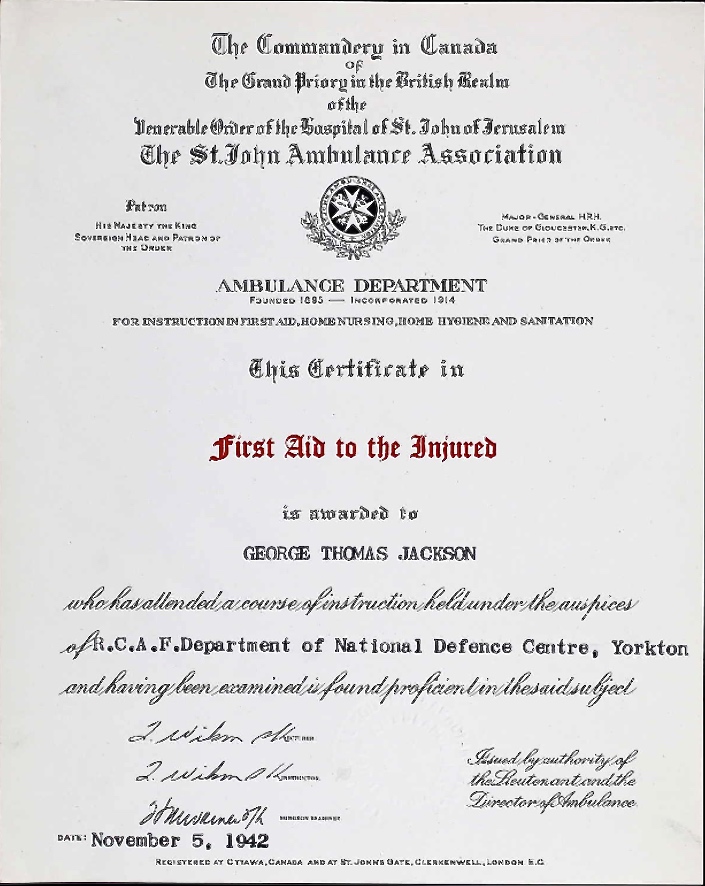 The Commandery in Canada
of
The Grand Priory in the British Realm
of the
Venerable Order of the Hospital of St. John of Jerusalem
The St. John Ambulance Association
Patron
His Majesty the King
Sovereign Head and Patron of
the Order
Major-General H.R.H.
The Duke of Gloucester, K.G. etc.
Grand Prior of the Order
AMBULANCE DEPARTMENT
Founded 1895 — Incorporated 1914
FOR INSTRUCTION IN FIRST AID, HOME NURSING, HOME HYGIENE AND SANITATION
This Certificate in
First Aid to the Injured
is awarded to
GEORGE THOMAS JACKSON
who has attended a course of instruction held under the auspices
of R.C.A.F. Department of National Defence Centre, Yorkton
and having been examined is found proficient in the said subject
Issued by authority of
the Lieutenant and the
Director of Ambulance
DATE: November 5, 1942
Registered at Ottawa, Canada and at St. John's Gate, Clerkenwell, London E.C.